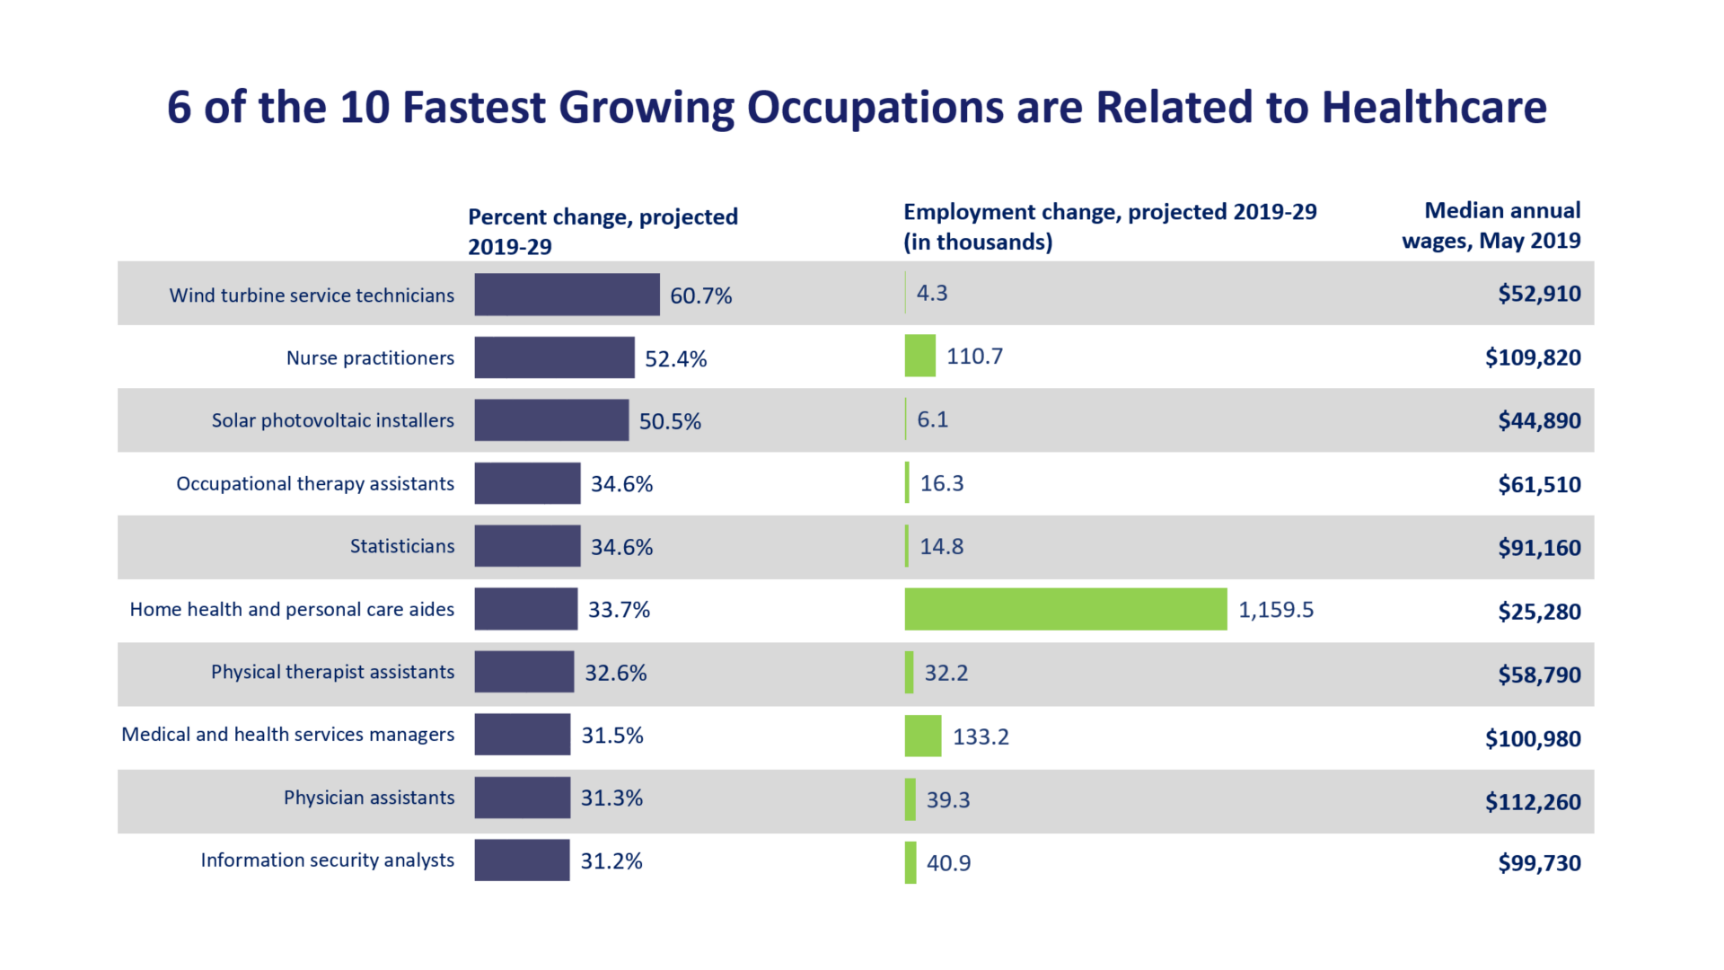 6 of the 10 Fastest Growing Occupations are Related to Healthcare
Percent change, projected
2019-29
Employment change, projected 2019-29
(in thousands)
Median annual
wages, May 2019
Wind turbine service technicians 60.7% 4.3 $52,910
Nurse practitioners 52.4% 110.7 $109,820
Solar photovoltaic installers 50.5% 6.1 $44,890
Occupational therapy assistants 34.6% 16.3 $61,510
Statisticians 34.6% 14.8 $91,160
Home health and personal care aides 33.7% 1,159.5 $25,280
Physical therapist assistants 32.6% 32.2 $58,790
Medical and health services managers 31.5% 133.2 $100,980
Physician assistants 31.3% 39.3 $112,260
Information security analysts 31.2% 40.9 $99,730